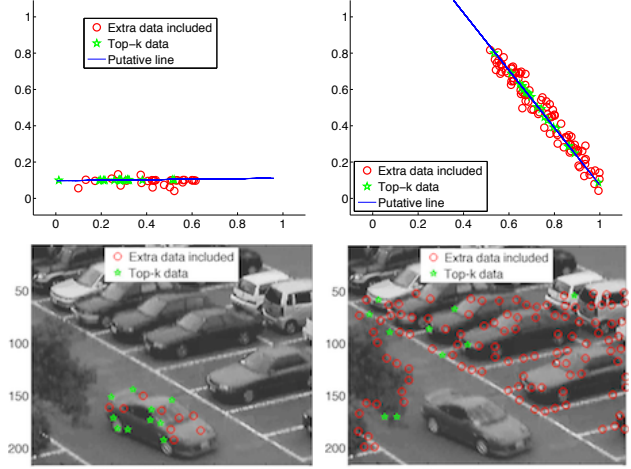 1
0.8
0.6
0.4
0.2
0
Extra data included
Top-k data
Putative line
0 0.2 0.4 0.6 0.8 1
1
0.8
0.6
0.4
0.2
0
Extra data included
Top-k data
Putative line
0 0.2 0.4 0.6 0.8 1
Extra data included
Top-k data
50
100
150
200
Extra data included
Top-k data
50
100
150
200